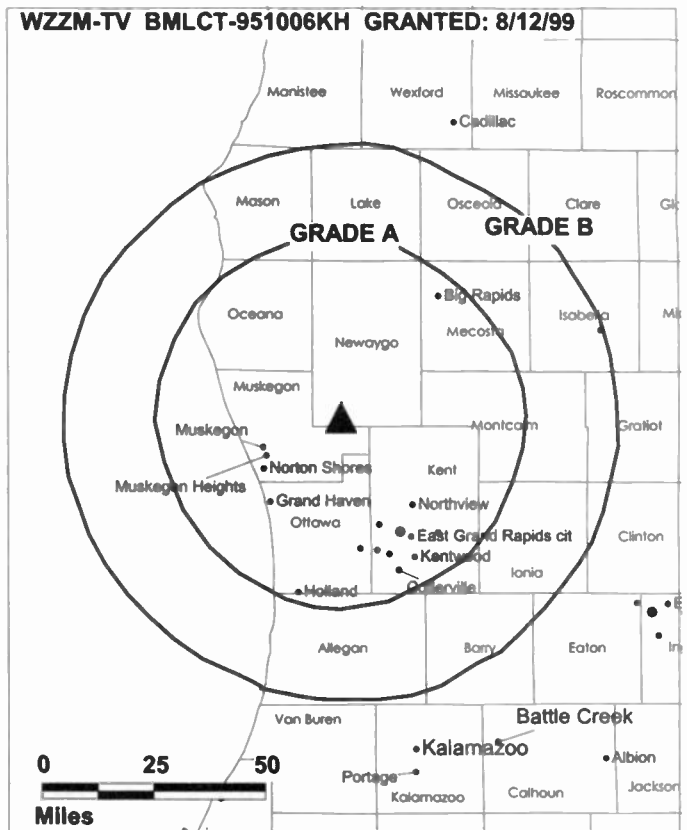 WZZM-TV BMLCT-951006KH GRANTED: 8/12/99
Manistee
Wexford
Missaukee
Roscommon
Cadillac
Mason
Lake
Osceola
Clare
GRADE A
GRADE B
Big Rapids
Oceana
Isabella
Mecosta
Newaygo
Muskegon
Muskegon
Montcalm
Gratiot
Norton Shores
Kent
Muskegan Heights
Grand Haven
Northview
Ottawa
East Grand Rapids cit
Clinton
Kentwood
Ionia
Holland
Allegan
Barry
Eaton
In
Van Buren
Battle Creek
Kalamazoo
Albion
Portage
Kalamazoo
Calhoun
Jackson
0 25 50
Miles